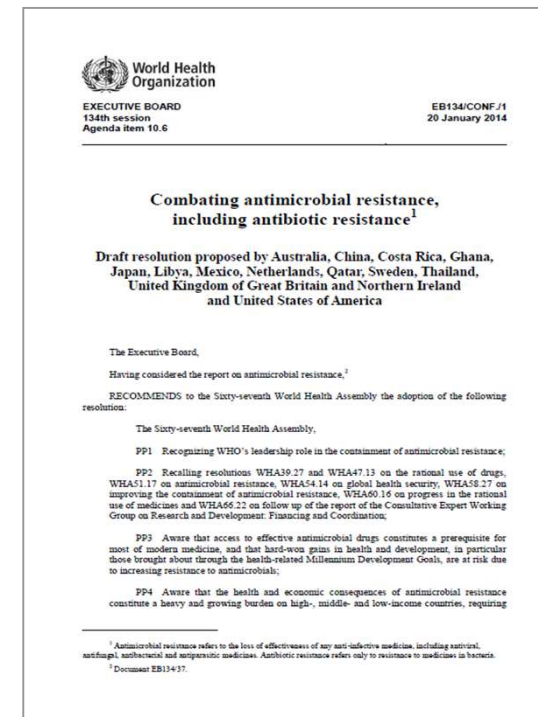 World Health
Organization
EXECUTIVE BOARD
134th session
Agenda item 10.6
EB134/CONF./1
20 January 2014
Combating antimicrobial resistance,
including antibiotic resistance1
Draft resolution proposed by Australia, China, Costa Rica, Ghana,
Japan, Libya, Mexico, Netherlands, Qatar, Sweden, Thailand,
United Kingdom of Great Britain and Northern Ireland
and United States of America
The Executive Board,
Having considered the report on antimicrobial resistance,2
RECOMMENDS to the Sixty-seventh World Health Assembly the adoption of the following
resolution:
The Sixty-seventh World Health Assembly,
PP1 Recognizing WHO's leadership role in the containment of antimicrobial resistance;
PP2 Recalling resolutions WHA39.27 and WHA47.13 on the rational use of drugs,
WHA51.17 on antimicrobial resistance, WHA54.14 on global health security, WHA58.27 on
improving the containment of antimicrobial resistance, WHA60.16 on progress in the rational
use of medicines and WHA66.22 on follow up of the report of the Consultative Expert Working
Group on Research and Development: Financing and Coordination;
PP3 Aware that access to effective antimicrobial drugs constitutes a prerequisite for
most of modern medicine, and that hard-won gains in health and development, in particular
those brought about through the health-related Millennium Development Goals, are at risk due
to increasing resistance to antimicrobials;
PP4 Aware that the health and economic consequences of antimicrobial resistance
constitute a heavy and growing burden on high-, middle- and low-income countries, requiring
1 Antimicrobial resistance refers to the loss of effectiveness of any anti-infective medicine, including antiviral,
antifungal, antibacterial and antiparasitic medicines. Antibiotic resistance refers only to resistance to medicines in bacteria.
2 Document EB134/37.